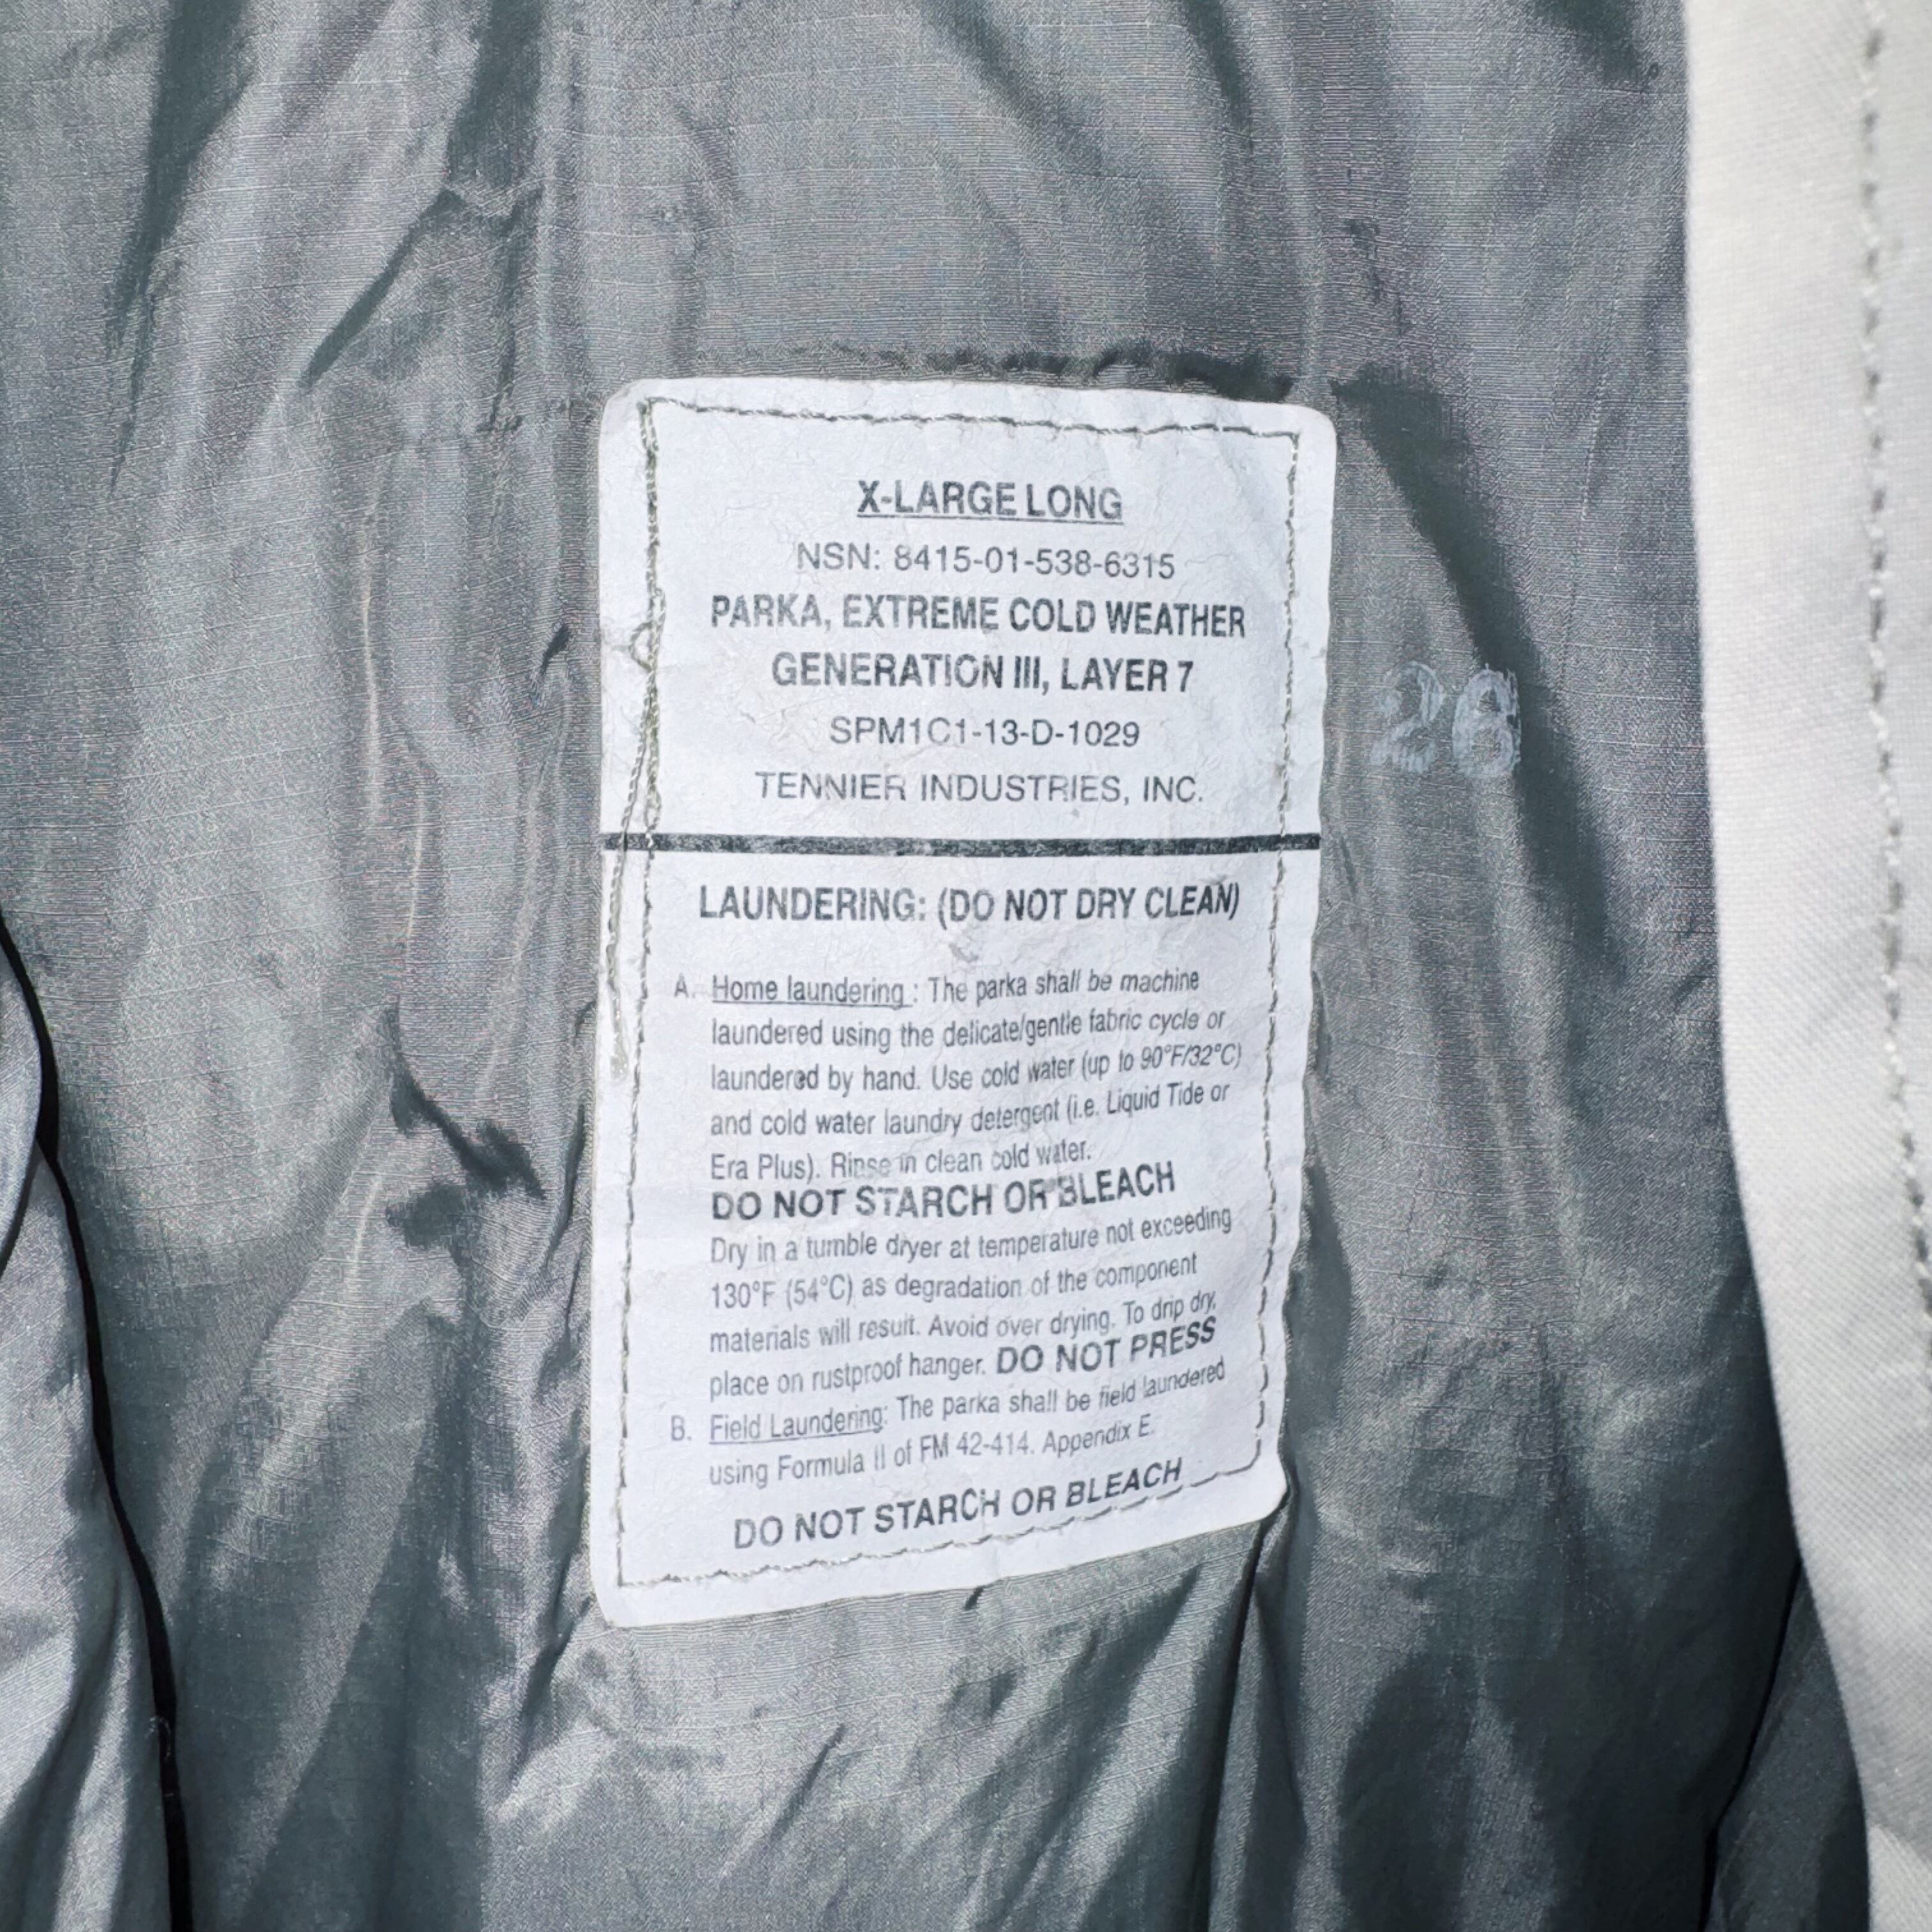 X-LARGE LONG
NSN: 8415-01-538-6315
PARKA, EXTREME COLD WEATHER
GENERATION III, LAYER 7
SPM1C1-13-D-1029
TENNIER INDUSTRIES, INC.
26
LAUNDERING: (DO NOT DRY CLEAN)
A. Home laundering : The parka shall be machine
laundered using the delicate/gentle fabric cycle or
laundered by hand. Use cold water (up to 90°F/32°C)
and cold water laundry detergent (i.e. Liquid Tide or
Era Plus). Rinse in clean cold water.
DO NOT STARCH OR BLEACH
Dry in a tumble dryer at temperature not exceeding
130°F (54°C) as degradation of the component
materials will result. Avoid over drying. To drip dry,
place on rustproof hanger. DO NOT PRESS
B. Field Laundering: The parka shall be field laundered
using Formula II of FM 42-414. Appendix E.
DO NOT STARCH OR BLEACH